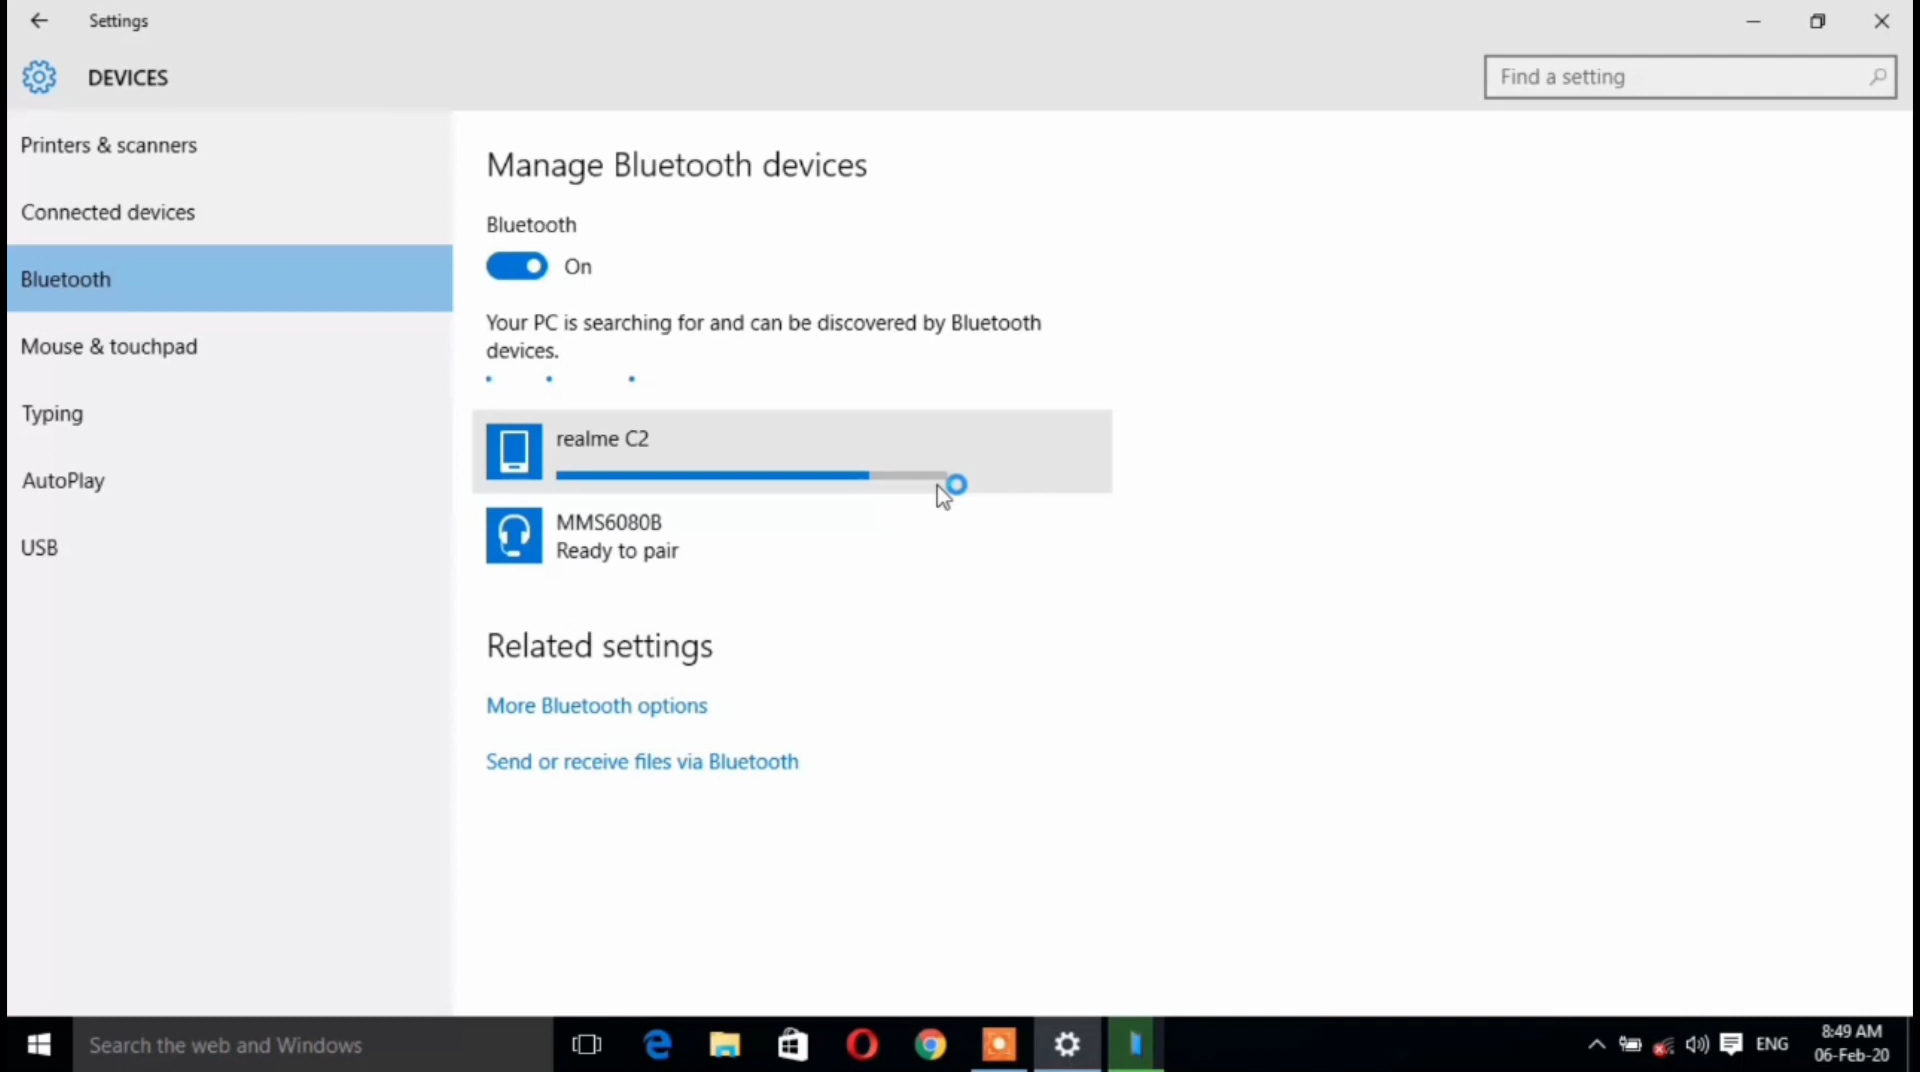 Settings
DEVICES
Find a setting
Printers & scanners
Connected devices
Bluetooth
Mouse & touchpad
Typing
AutoPlay
USB
Manage Bluetooth devices
Bluetooth
On
Your PC is searching for and can be discovered by Bluetooth
devices.
realme C2
MMS6080B
Ready to pair
Related settings
More Bluetooth options
Send or receive files via Bluetooth
Search the web and Windows
ENG
8:49 AM
06-Feb-20